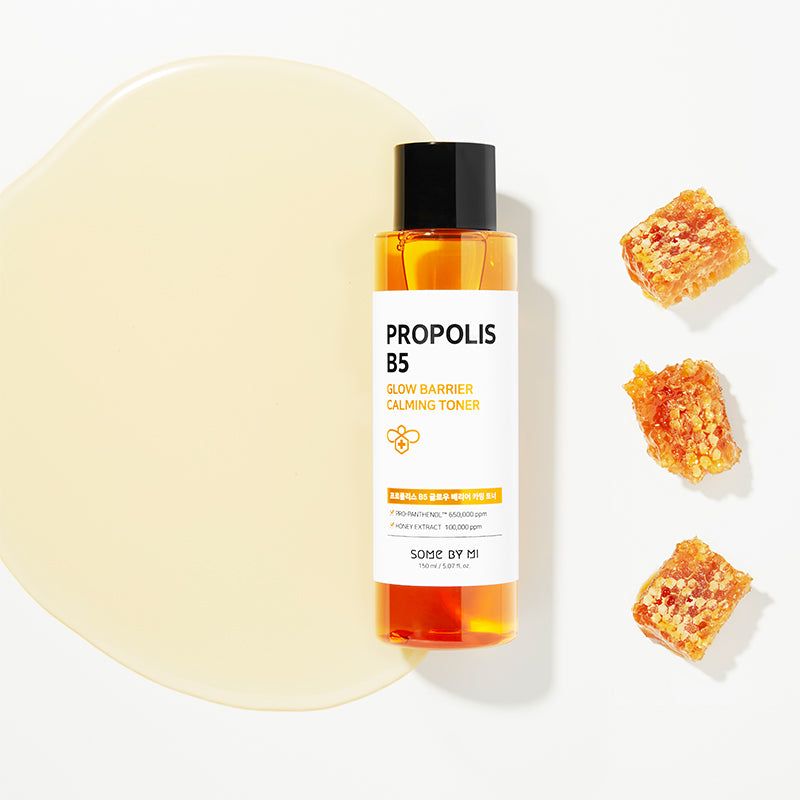 PROPOLIS
B5
GLOW BARRIER
CALMING TONER
프로폴리스 B5 글로우 배리어 카밍 토너
PRO-PANTHENOL™ 650,000 ppm
HONEY EXTRACT 100,000 ppm
SOME BY MI
150 ml / 5.07 fl. oz.